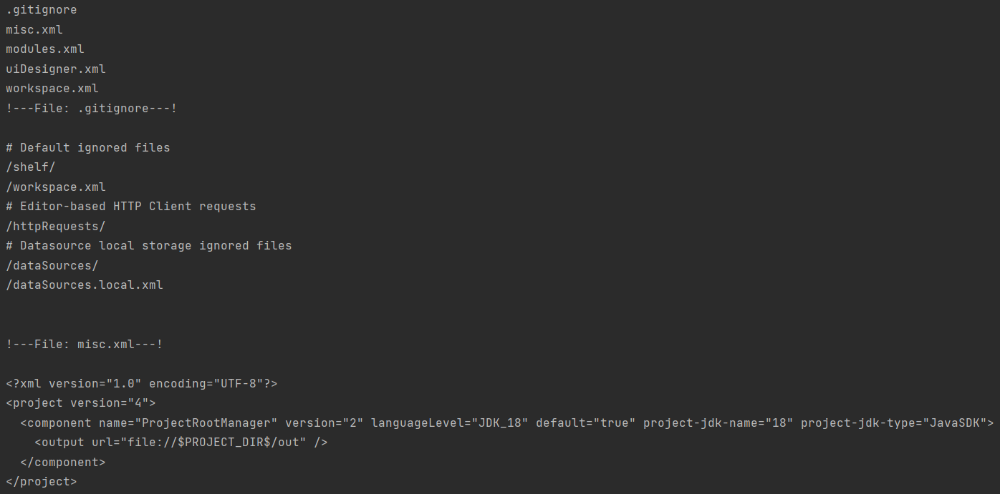 .gitignore
misc.xml
modules.xml
uiDesigner.xml
workspace.xml
!---File: .gitignore---!
# Default ignored files
/shelf/
/workspace.xml
# Editor-based HTTP Client requests
/httpRequests/
# Datasource local storage ignored files
/dataSources/
/dataSources.local.xml
!---File: misc.xml---!
<?xml version="1.0" encoding="UTF-8"?>
<project version="4">
  <component name="ProjectRootManager" version="2" languageLevel="JDK_18" default="true" project-jdk-name="18" project-jdk-type="JavaSDK">
    <output url="file://$PROJECT_DIR$/out" />
  </component>
</project>